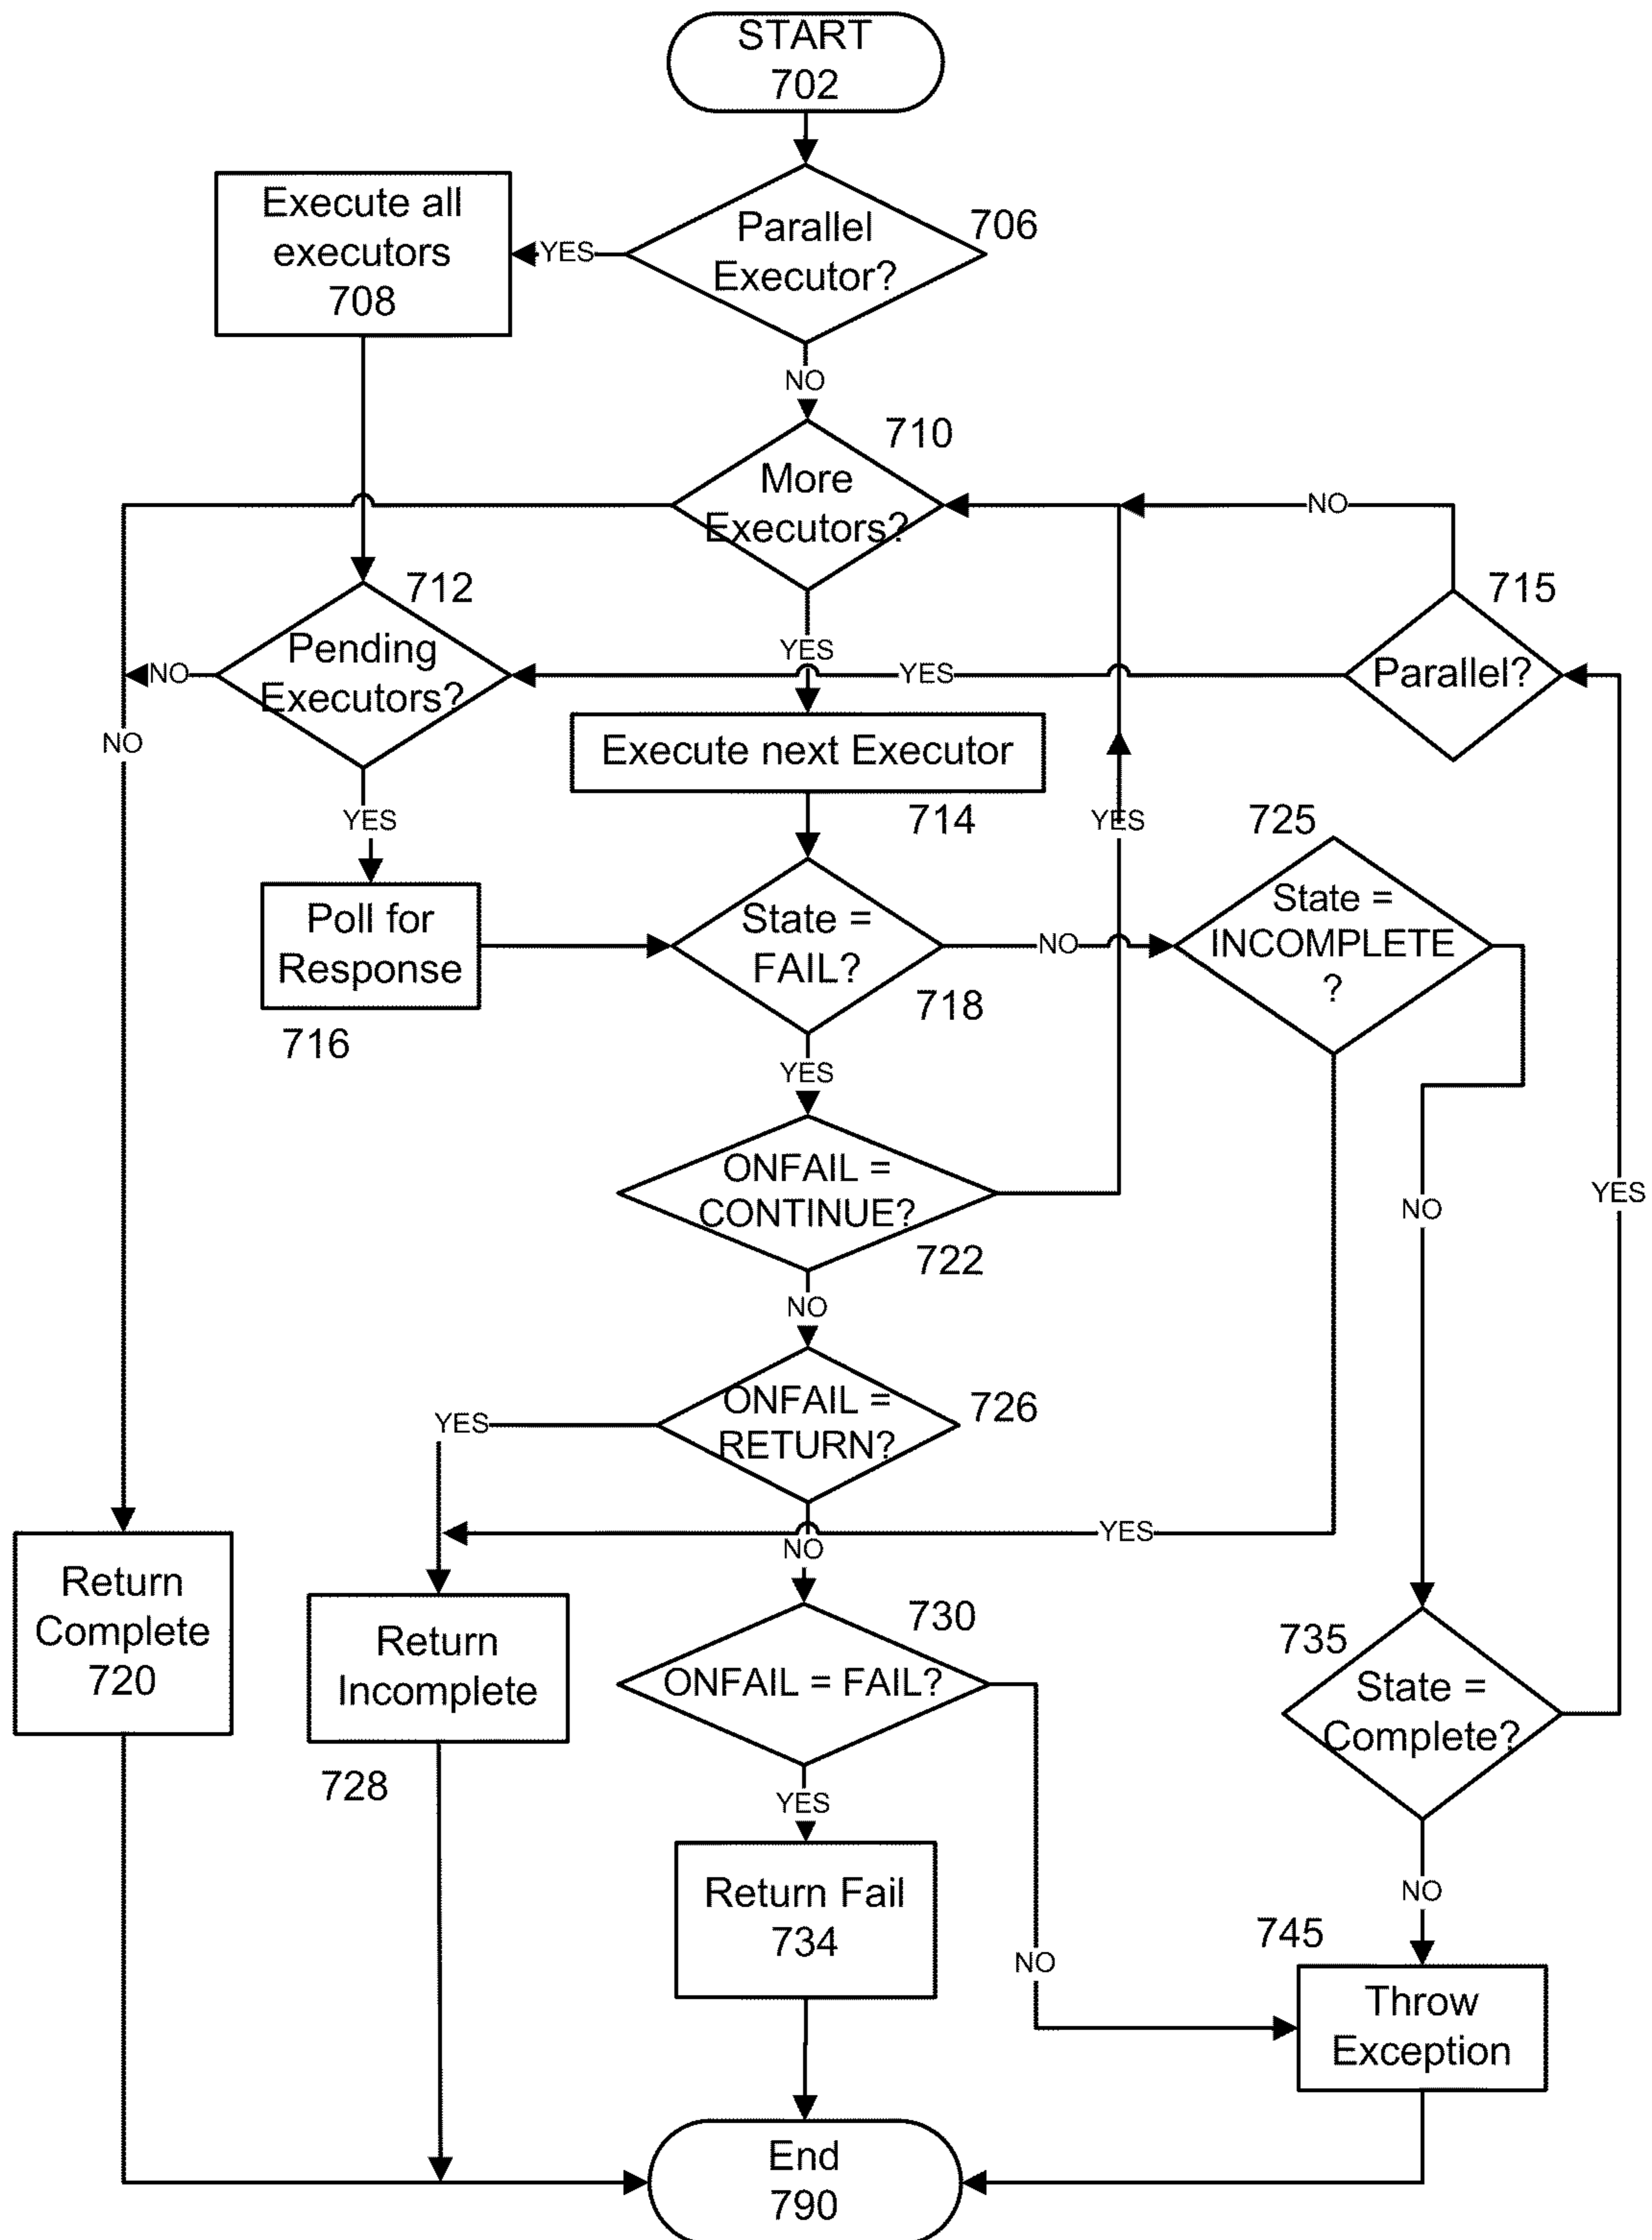 START
702
Execute all
executors
708
YES
Parallel
Executor?
706
NO
710
More
Executors?
NO
712
Pending
Executors?
NO
YES
YES
715
Parallel?
NO
YES
Execute next Executor
714
YES
725
Poll for
Response
716
State =
FAIL?
718
NO
State =
INCOMPLETE
?
YES
ONFAIL =
CONTINUE?
722
NO
YES
NO
ONFAIL =
RETURN?
726
YES
NO
YES
Return
Complete
720
Return
Incomplete
728
730
ONFAIL = FAIL?
735
State =
Complete?
YES
Return Fail
734
NO
NO
745
Throw
Exception
End
790